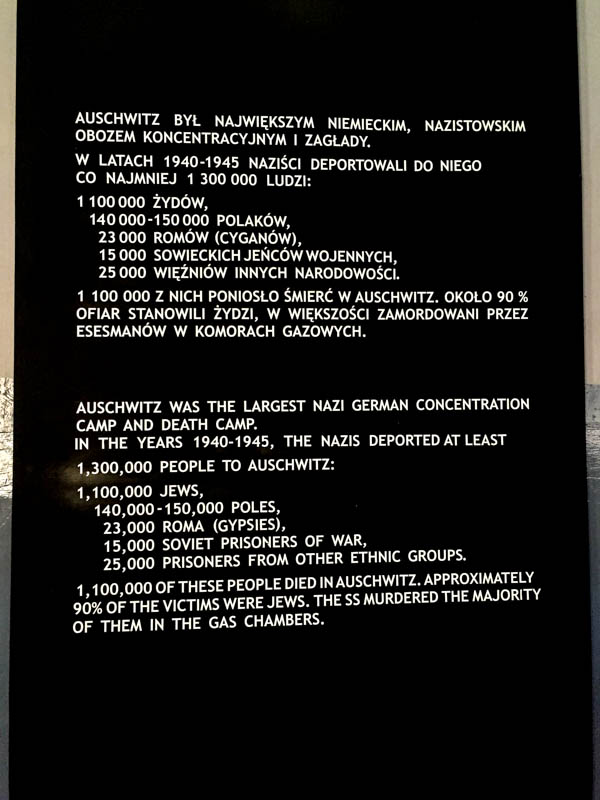 AUSCHWITZ BYŁ NAJWIĘKSZYM NIEMIECKIM, NAZISTOWSKIM
OBOZEM KONCENTRACYJNYM I ZAGŁADY.
W LATACH 1940-1945 NAZIŚCI DEPORTOWALI DO NIEGO
CO NAJMNIEJ 1 300 000 LUDZI:
1 100 000 ŻYDÓW,
140 000-150 000 POLAKÓW,
23 000 ROMÓW (CYGANÓW),
15 000 SOWIECKICH JEŃCÓW WOJENNYCH,
25 000 WIĘŹNIÓW INNYCH NARODOWOŚCI.
1 100 000 Z NICH PONIOSŁO ŚMIERĆ W AUSCHWITZ. OKOŁO 90 %
OFIAR STANOWILI ŻYDZI, W WIĘKSZOŚCI ZAMORDOWANI PRZEZ
ESESMANÓW W KOMORACH GAZOWYCH.
AUSCHWITZ WAS THE LARGEST NAZI GERMAN CONCENTRATION
CAMP AND DEATH CAMP.
IN THE YEARS 1940-1945, THE NAZIS DEPORTED AT LEAST
1,300,000 PEOPLE TO AUSCHWITZ:
1,100,000 JEWS,
140,000-150,000 POLES,
23,000 ROMA (GYPSIES),
15,000 SOVIET PRISONERS OF WAR,
25,000 PRISONERS FROM OTHER ETHNIC GROUPS.
1,100,000 OF THESE PEOPLE DIED IN AUSCHWITZ. APPROXIMATELY
90% OF THE VICTIMS WERE JEWS. THE SS MURDERED THE MAJORITY
OF THEM IN THE GAS CHAMBERS.